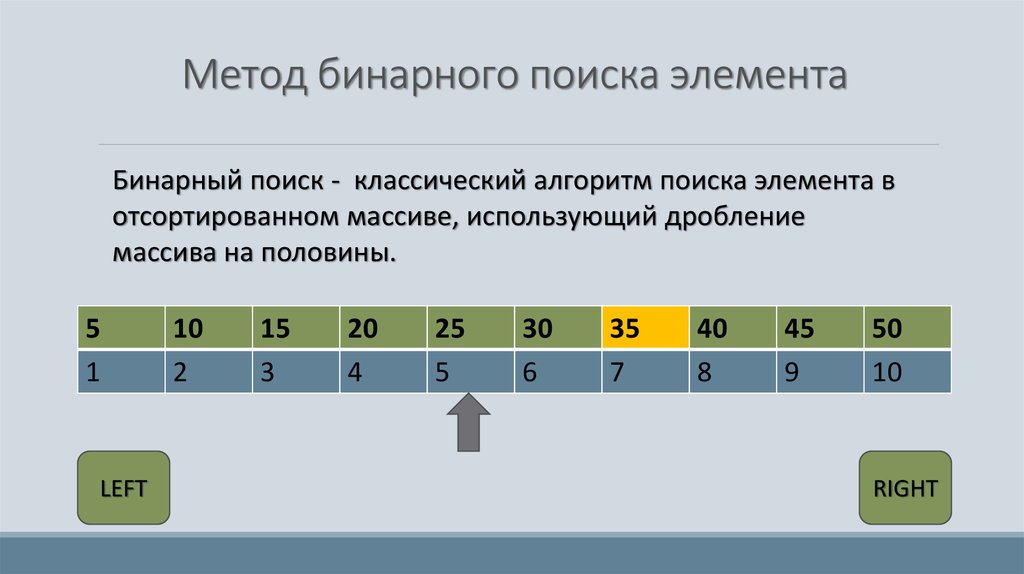 Метод бинарного поиска элемента
Бинарный поиск - классический алгоритм поиска элемента в
отсортированном массиве, использующий дробление
массива на половины.
5 10 15 20 25 30 35 40 45 50
1 2 3 4 5 6 7 8 9 10
LEFT RIGHT